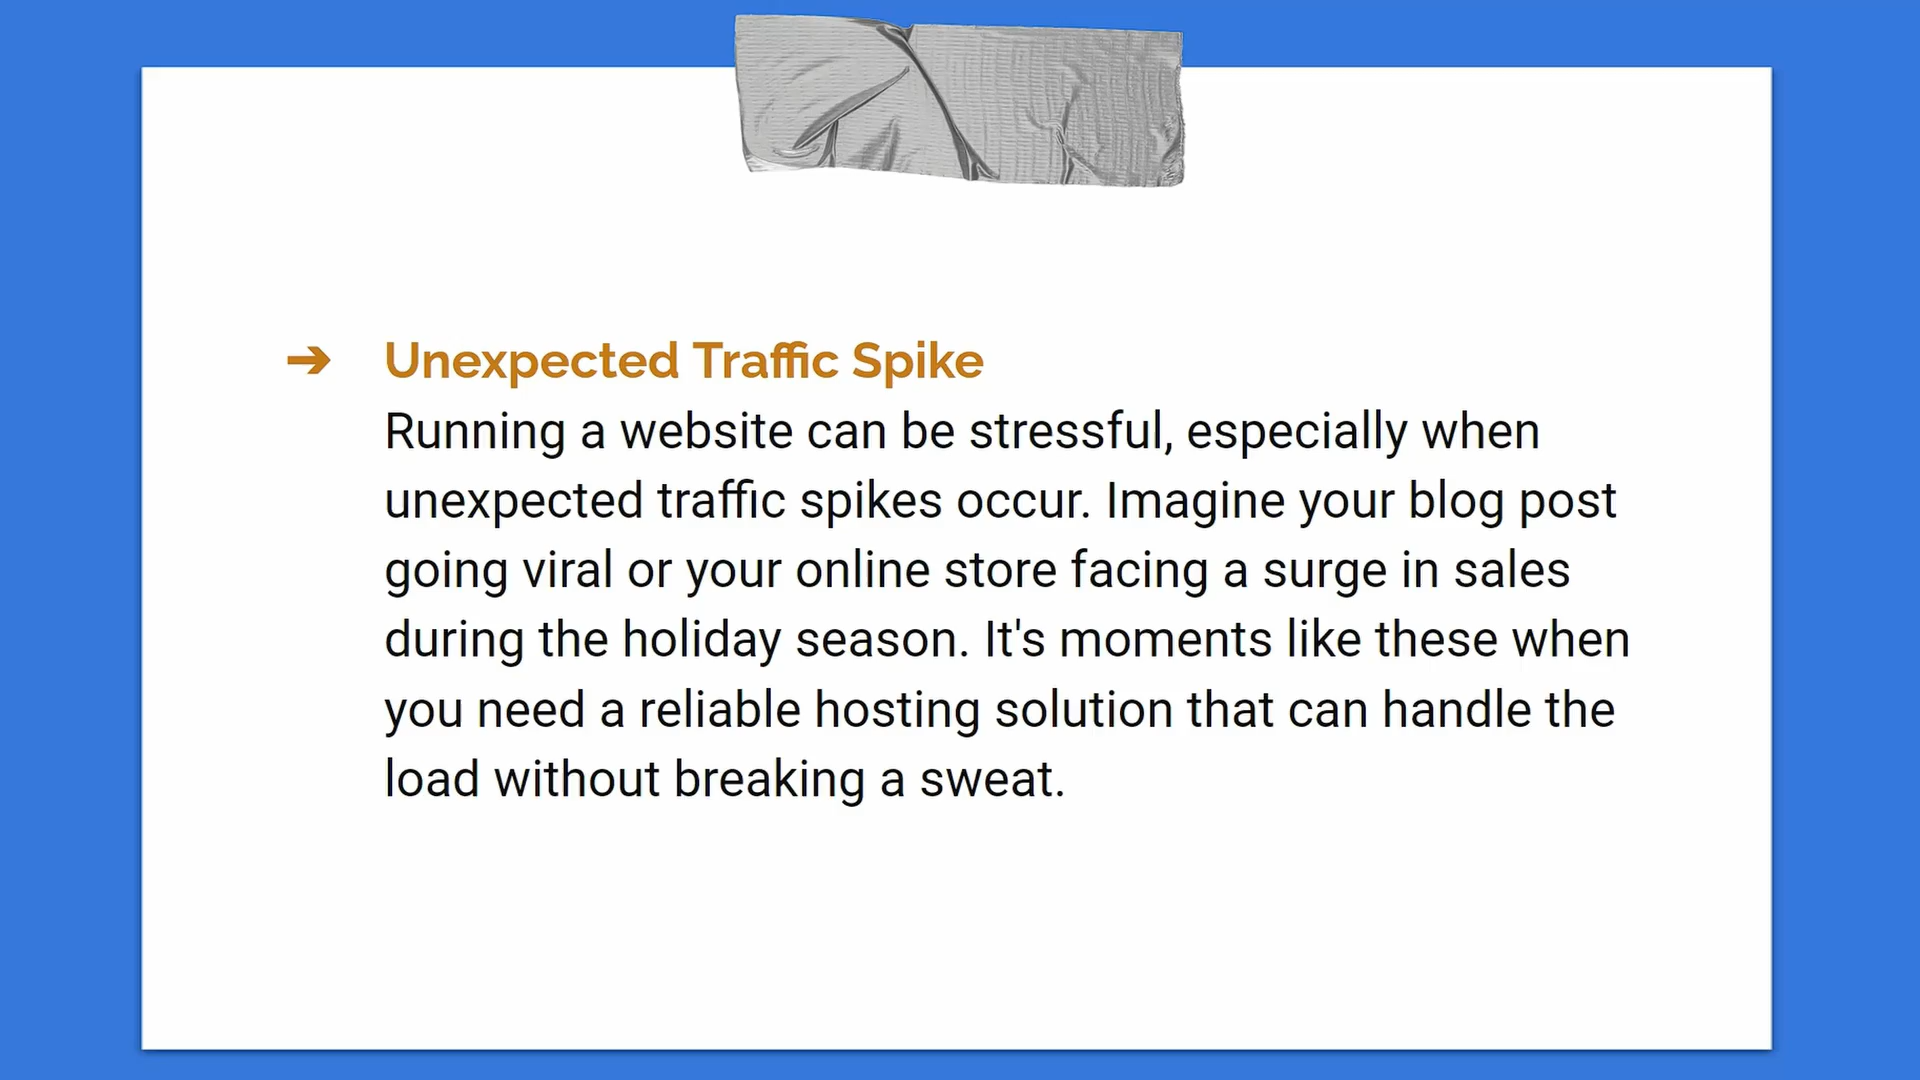 ➔ Unexpected Traffic Spike
Running a website can be stressful, especially when
unexpected traffic spikes occur. Imagine your blog post
going viral or your online store facing a surge in sales
during the holiday season. It's moments like these when
you need a reliable hosting solution that can handle the
load without breaking a sweat.